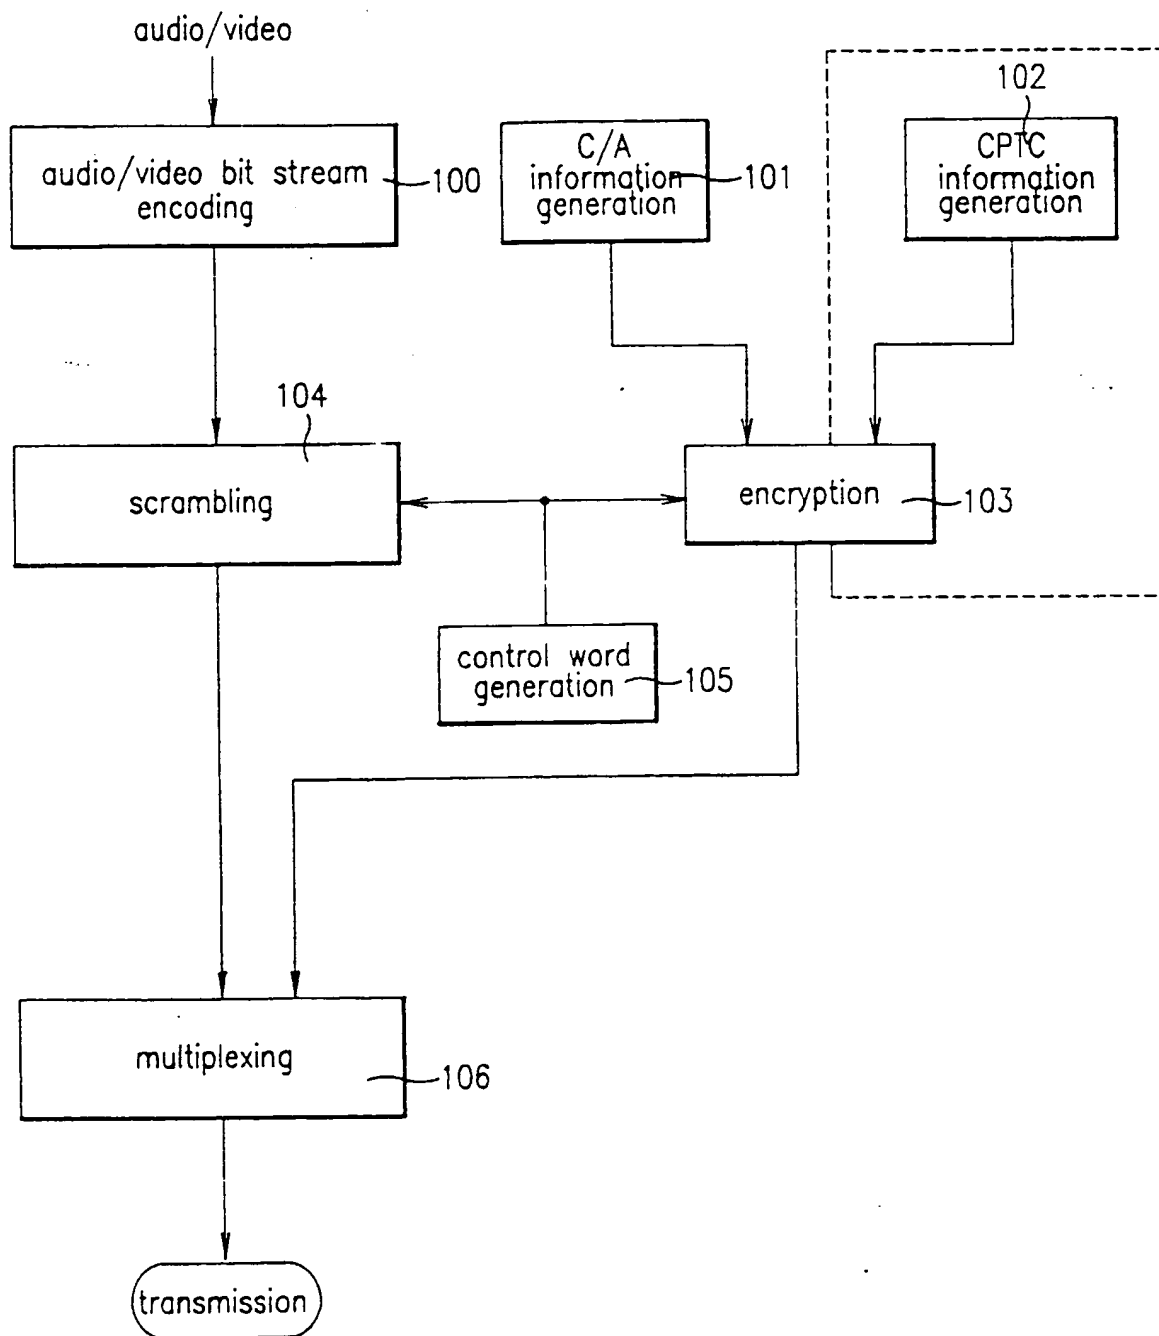 audio/video
audio/video bit stream
encoding
100
C/A
information
generation
101
102
CPTC
information
generation
104
scrambling
encryption
103
control word
generation
105
multiplexing
106
transmission